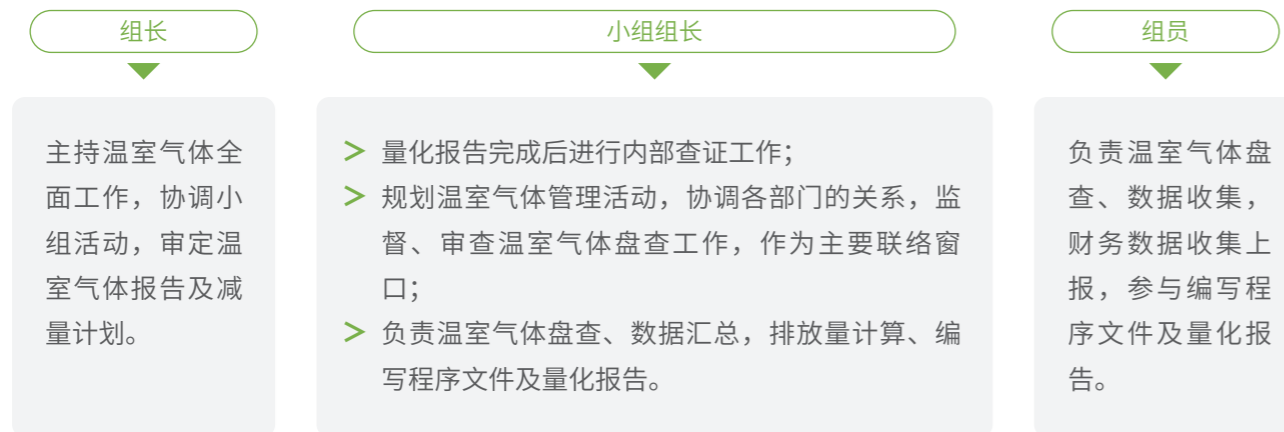 组长
主持温室气体全
面工作，协调小
组活动，审定温
室气体报告及减
量计划。
小组组长
> 量化报告完成后进行内部查证工作；
> 规划温室气体管理活动，协调各部门的关系，监
督、审查温室气体盘查工作，作为主要联络窗
口；
> 负责温室气体盘查、数据汇总，排放量计算、编
写程序文件及量化报告。
组员
负责温室气体盘
查、数据收集，
财务数据收集上
报，参与编写程
序文件及量化报
告。